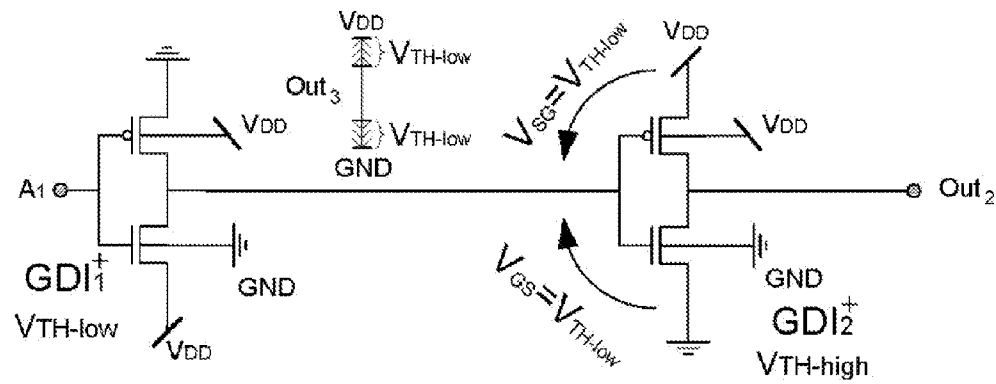 VDD
VTH-low
Out3
VTH-low
GND
VDD
A1
GND
GDI1+
VTH-low
VDD
VSG=VTH-low
VDD
VDD
Out2
VGS=VTH-low
GND
GDI2+
VTH-high